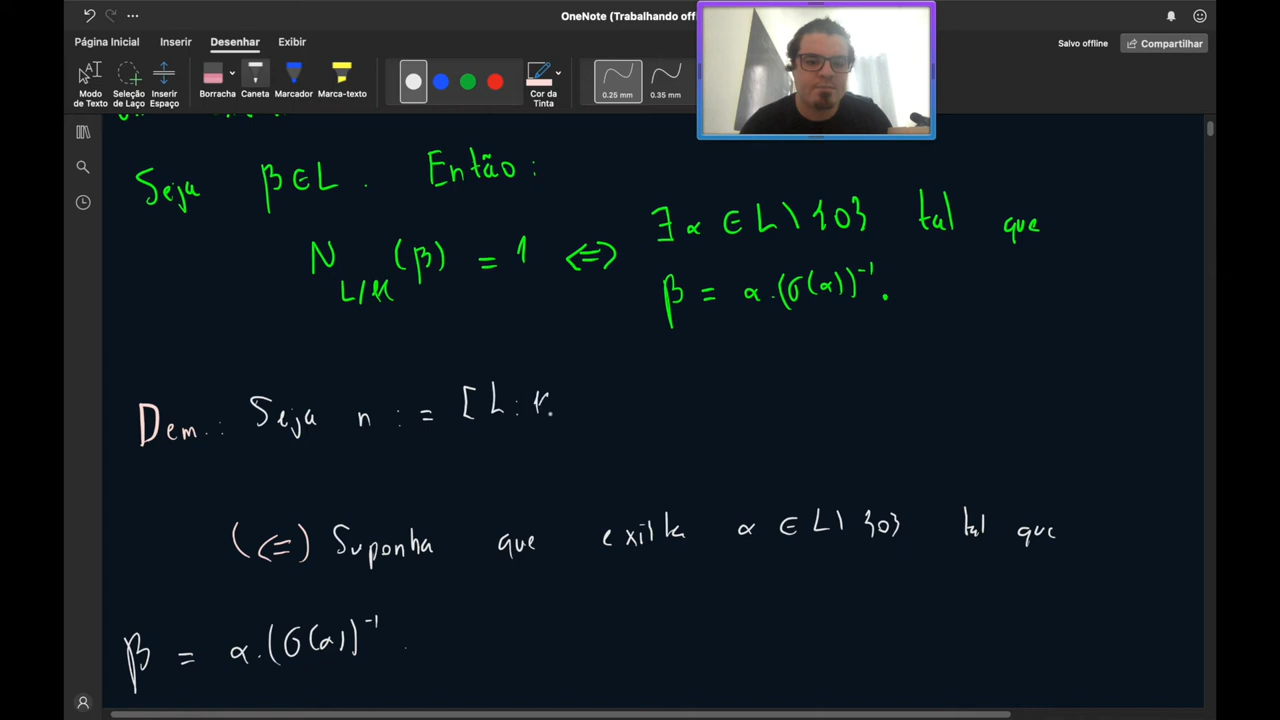 OneNote (Trabalhando off
Página Inicial Inserir Desenhar Exibir
Salvo offline Compartilhar
Modo de Texto Seleção de Laço Inserir Espaço Borracha Caneta Marcador Marca-texto Cor da Tinta 0.25 mm 0.35 mm
Seja β∈L. Então:
∃ α ∈ L\{0} tal que
N_{L/K}(β) = 1 <=> β = α.(σ(α))⁻¹.
Dem.: Seja n := [L:K
(<=) Suponha que exista α ∈ L\{0} tal que
β = α.(σ(α))⁻¹.